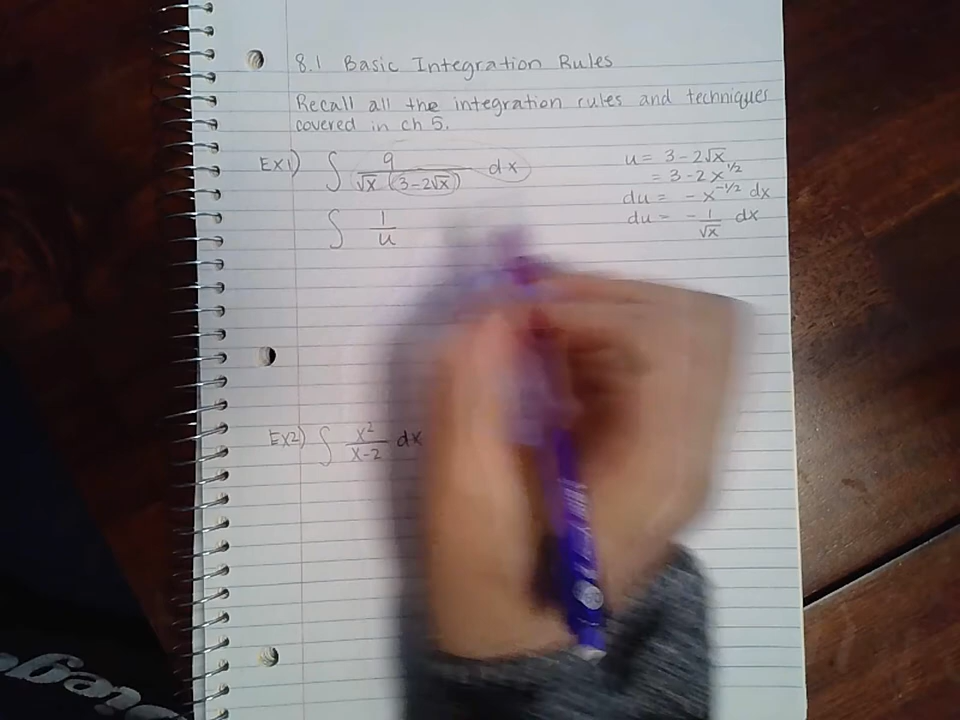 8.1 Basic Integration Rules
Recall all the integration rules and techniques
covered in ch 5.
EX1) ∫ 9/(√x (3-2√x)) dx
u = 3-2√x
= 3-2x^1/2
du = -x^-1/2 dx
du = -1/√x dx
∫ 1/u
EX2) ∫ x²/(x-2) dx